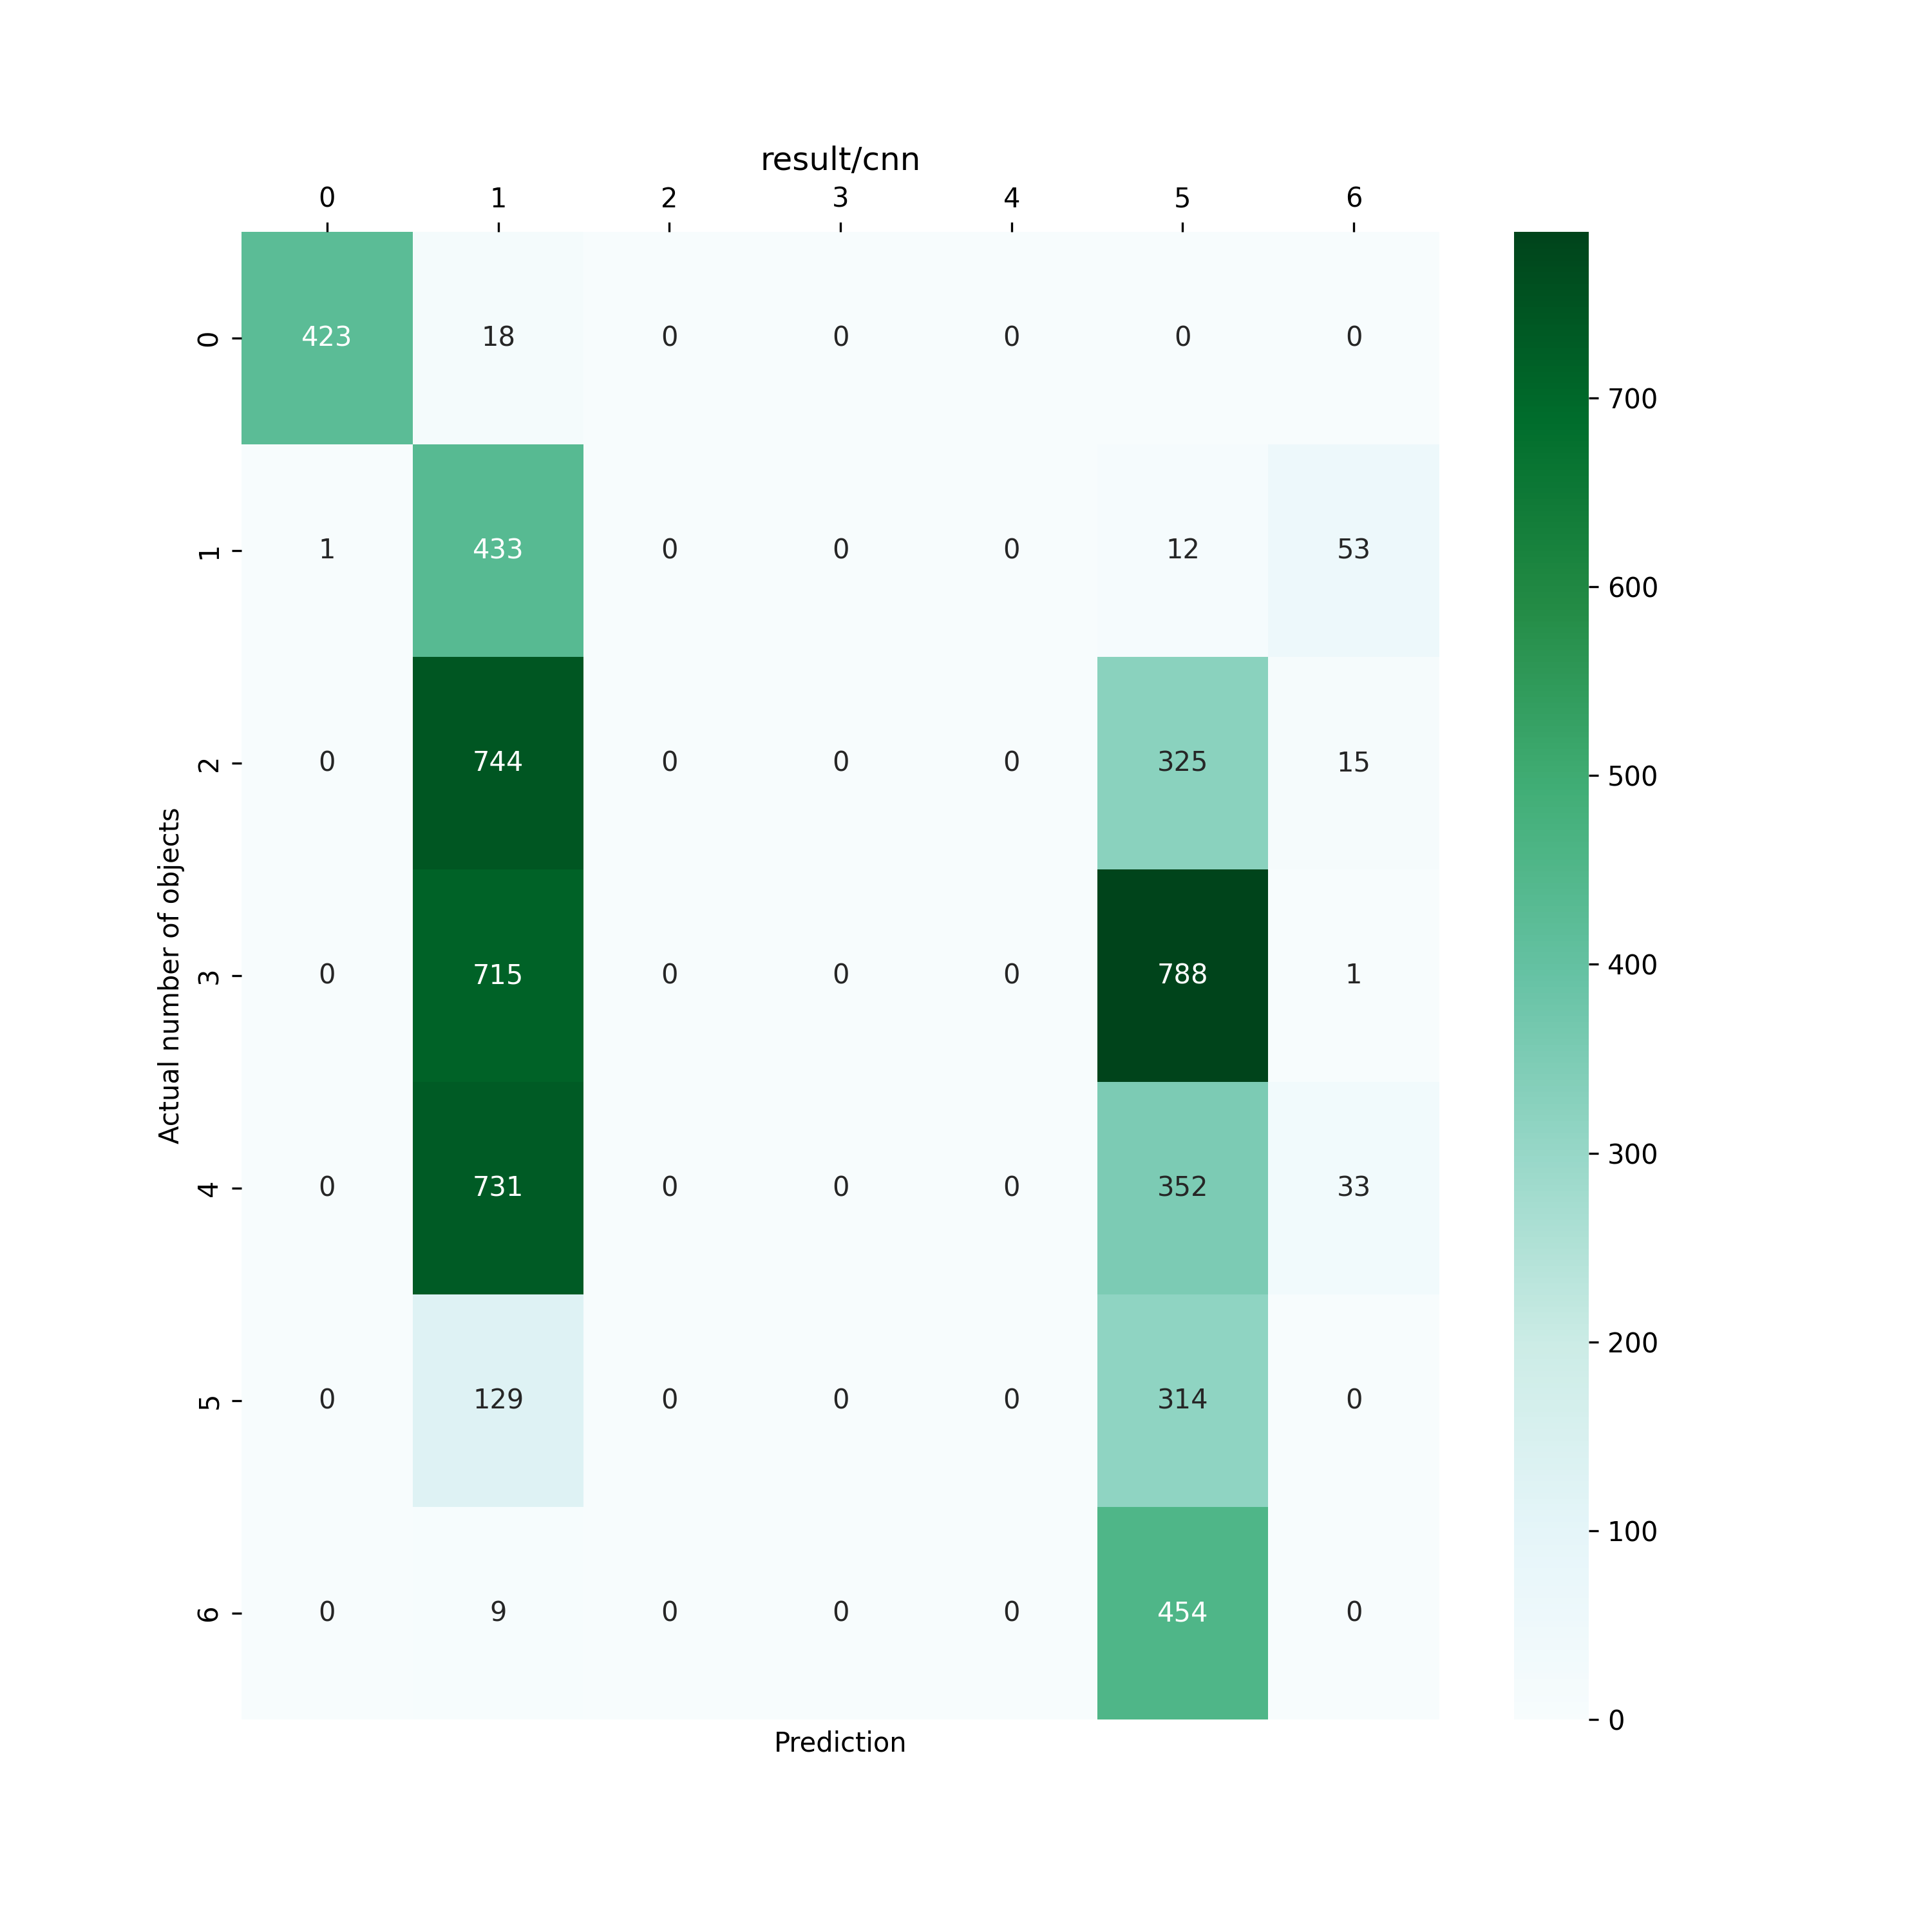 result/cnn
0 1 2 3 4 5 6
0 423 18 0 0 0 0 0
1 1 433 0 0 0 12 53
2 0 744 0 0 0 325 15
3 0 715 0 0 0 788 1
4 0 731 0 0 0 352 33
5 0 129 0 0 0 314 0
6 0 9 0 0 0 454 0
Actual number of objects
Prediction
700
600
500
400
300
200
100
0